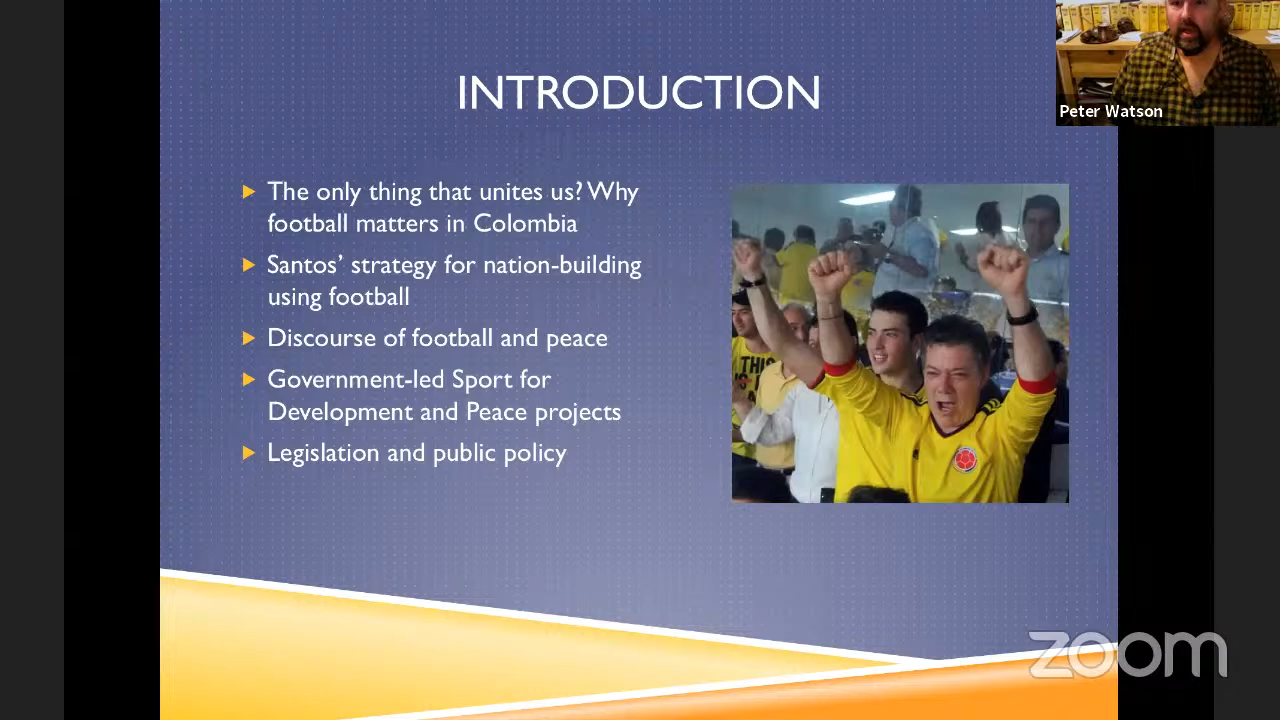 INTRODUCTION
Peter Watson
The only thing that unites us? Why
football matters in Colombia
Santos’ strategy for nation-building
using football
Discourse of football and peace
Government-led Sport for
Development and Peace projects
Legislation and public policy
THIS
zoom